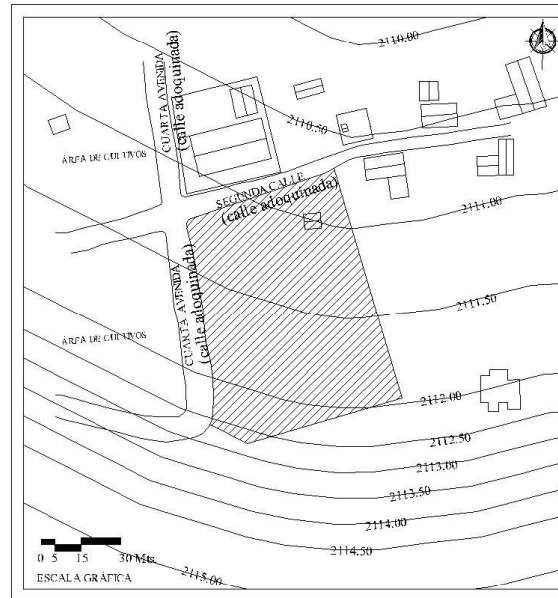 2110.00
CUARTA AVENIDA
(calle adoquinada)
2110.50
ÁREA DE CULTIVOS
SEGUNDA CALLE
(calle adoquinada)
2111.00
CUARTA AVENIDA
(calle adoquinada)
2111.50
ÁREA DE CULTIVOS
2112.00
2112.50
2113.00
2113.50
2114.00
2114.50
0 5 15 30 Mts.
2115.00
ESCALA GRÁFICA